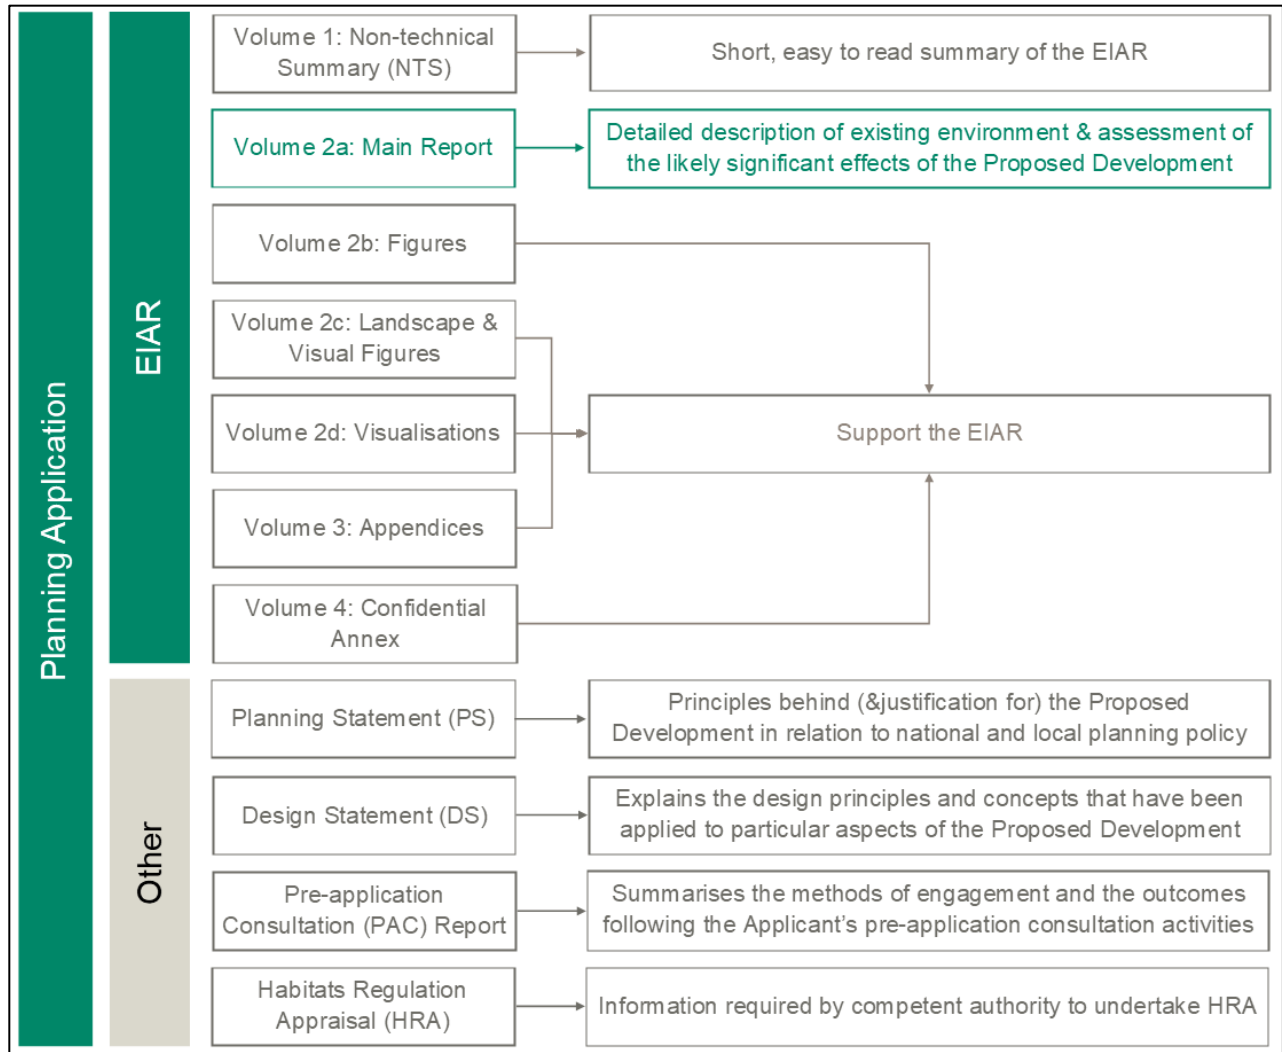 Planning Application
EIAR
Volume 1: Non-technical
Summary (NTS)
Short, easy to read summary of the EIAR
Volume 2a: Main Report
Detailed description of existing environment & assessment of
the likely significant effects of the Proposed Development
Volume 2b: Figures
Volume 2c: Landscape &
Visual Figures
Volume 2d: Visualisations
Support the EIAR
Volume 3: Appendices
Volume 4: Confidential
Annex
Other
Planning Statement (PS)
Principles behind (&justification for) the Proposed
Development in relation to national and local planning policy
Design Statement (DS)
Explains the design principles and concepts that have been
applied to particular aspects of the Proposed Development
Pre-application
Consultation (PAC) Report
Summarises the methods of engagement and the outcomes
following the Applicant's pre-application consultation activities
Habitats Regulation
Appraisal (HRA)
Information required by competent authority to undertake HRA